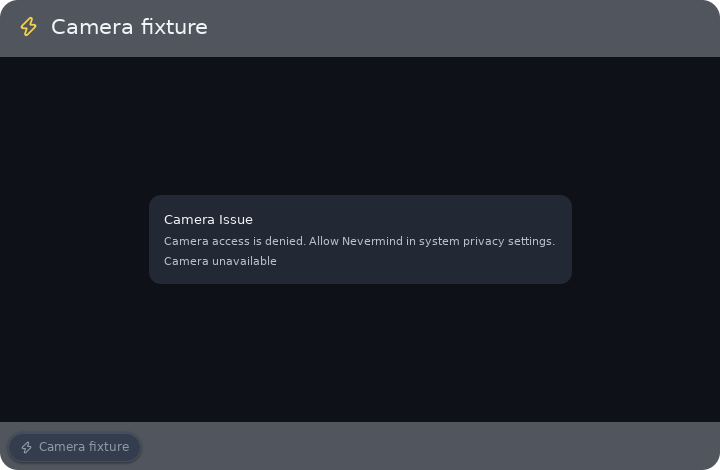 Camera fixture
Camera Issue
Camera access is denied. Allow Nevermind in system privacy settings.
Camera unavailable
Camera fixture